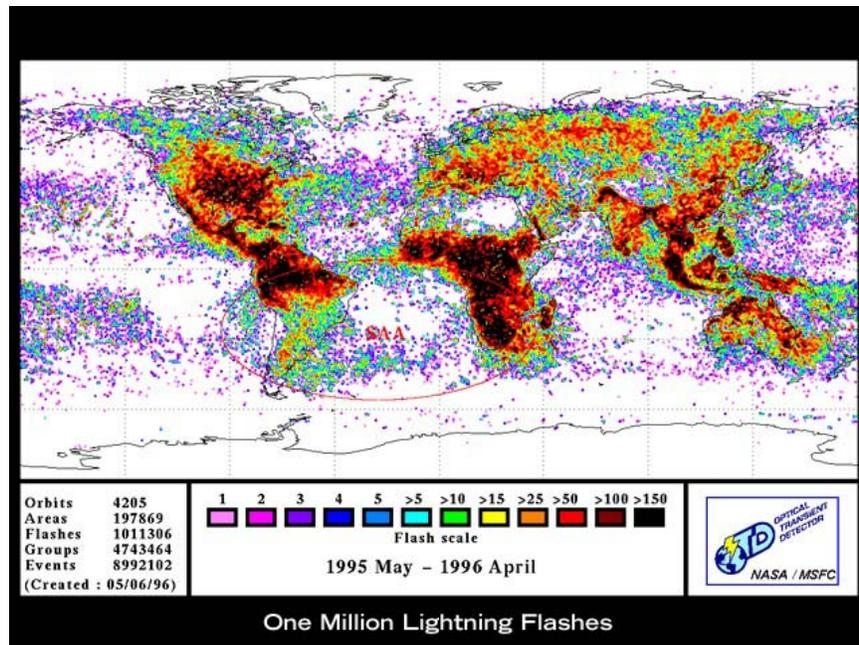 SAA
Orbits 4205
Areas 197869
Flashes 1011306
Groups 4743464
Events 8992102
(Created : 05/06/96)
1 2 3 4 5 >5 >10 >15 >25 >50 >100 >150
Flash scale
1995 May – 1996 April
OTD
OPTICAL
TRANSIENT
DETECTOR
NASA / MSFC
One Million Lightning Flashes